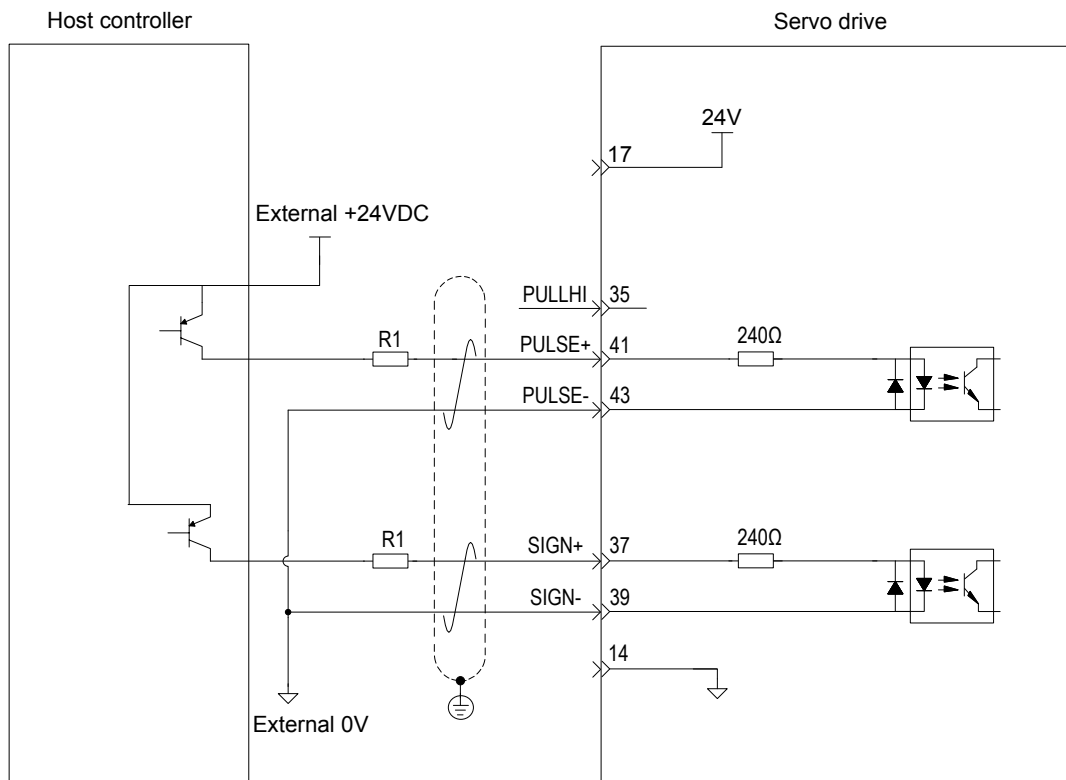 Host controller
Servo drive
24V
17
External +24VDC
PULLHI
35
R1
PULSE+
41
240Ω
PULSE-
43
R1
SIGN+
37
240Ω
SIGN-
39
14
External 0V